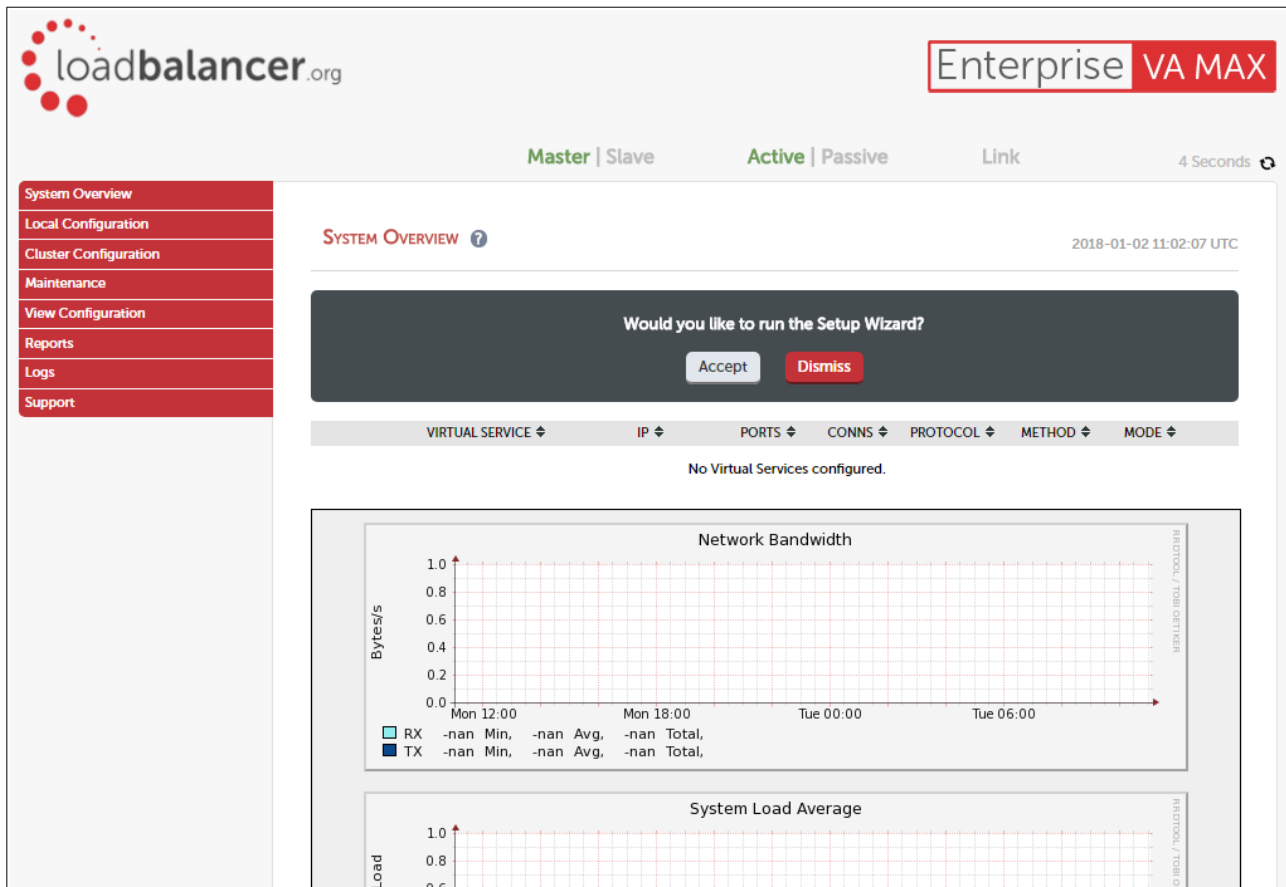 loadbalancer.org
Enterprise VA MAX
Master | Slave Active | Passive Link 4 Seconds
System Overview
Local Configuration
Cluster Configuration
Maintenance
View Configuration
Reports
Logs
Support
SYSTEM OVERVIEW ?
2018-01-02 11:02:07 UTC
Would you like to run the Setup Wizard?
Accept Dismiss
VIRTUAL SERVICE IP PORTS CONNS PROTOCOL METHOD MODE
No Virtual Services configured.
Network Bandwidth
RRDTOOL / TOBI OETIKER
Bytes/s
1.0
0.8
0.6
0.4
0.2
0.0
Mon 12:00 Mon 18:00 Tue 00:00 Tue 06:00
RX -nan Min, -nan Avg, -nan Total,
TX -nan Min, -nan Avg, -nan Total,
System Load Average
RRDTOOL / TOBI
Load
1.0
0.8
0.6